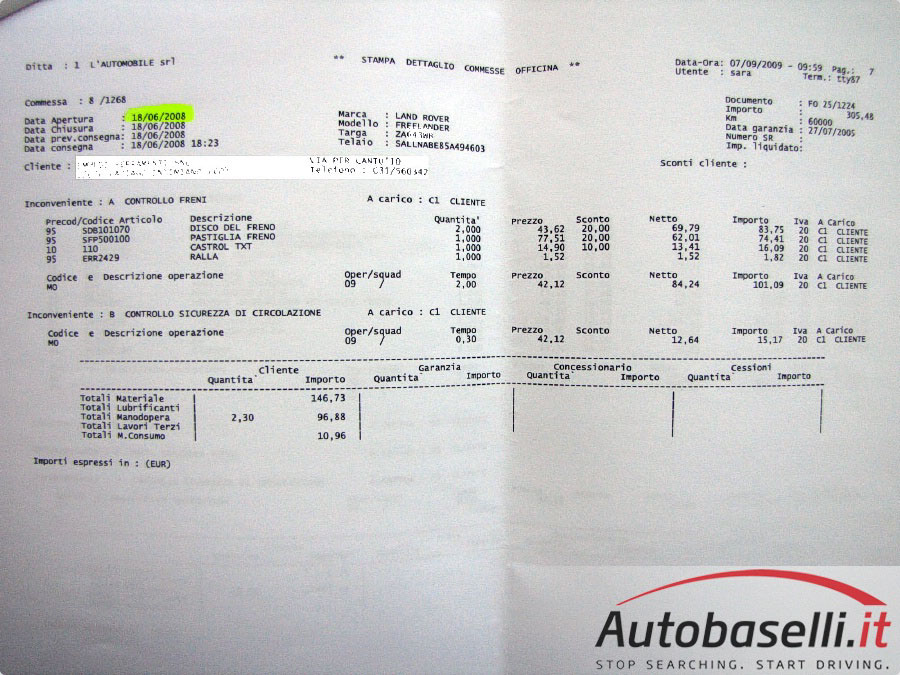 Ditta : 1 L'AUTOMOBILE srl ** STAMPA DETTAGLIO COMMESSE OFFICINA ** Data-Ora: 07/09/2009 - 09:59 Pag.: 7
Utente : sara Term.: tty87
Commessa : 8 /1268
Data Apertura : 18/06/2008 Marca : LAND ROVER Documento : FO 25/1224
Data Chiusura : 18/06/2008 Modello : FREELANDER Importo : 305,48
Data prev.consegna: 18/06/2008 Targa : ZA643WR Km : 60000
Data consegna : 18/06/2008 18:23 Telaio : SALLNABE85A494603 Data garanzia : 27/07/2005
Numero SR :
Imp. liquidato:
Cliente : VIA PER CANTU'10 Sconti cliente :
Telefono : 031/560342
Inconveniente : A CONTROLLO FRENI A carico : C1 CLIENTE
Precod/Codice Articolo Descrizione Quantita' Prezzo Sconto Netto Importo Iva A Carico
95 SDB101070 DISCO DEL FRENO 2,000 43,62 20,00 69,79 83,75 20 C1 CLIENTE
95 SFP500100 PASTIGLIA FRENO 1,000 77,51 20,00 62,01 74,41 20 C1 CLIENTE
10 110 CASTROL TXT 1,000 14,90 10,00 13,41 16,09 20 C1 CLIENTE
95 ERR2429 RALLA 1,000 1,52 1,52 1,82 20 C1 CLIENTE
Codice e Descrizione operazione Oper/squad Tempo Prezzo Sconto Netto Importo Iva A Carico
MO 09 / 2,00 42,12 84,24 101,09 20 C1 CLIENTE
Inconveniente : B CONTROLLO SICUREZZA DI CIRCOLAZIONE A carico : C1 CLIENTE
Codice e Descrizione operazione Oper/squad Tempo Prezzo Sconto Netto Importo Iva A Carico
MO 09 / 0,30 42,12 12,64 15,17 20 C1 CLIENTE
Cliente Garanzia Concessionario Cessioni
Quantita' Importo Quantita' Importo Quantita' Importo Quantita' Importo
Totali Materiale 146,73
Totali Lubrificanti
Totali Manodopera 2,30 96,88
Totali Lavori Terzi
Totali M.Consumo 10,96
Importi espressi in : (EUR)
Autobaselli.it
STOP SEARCHING. START DRIVING.